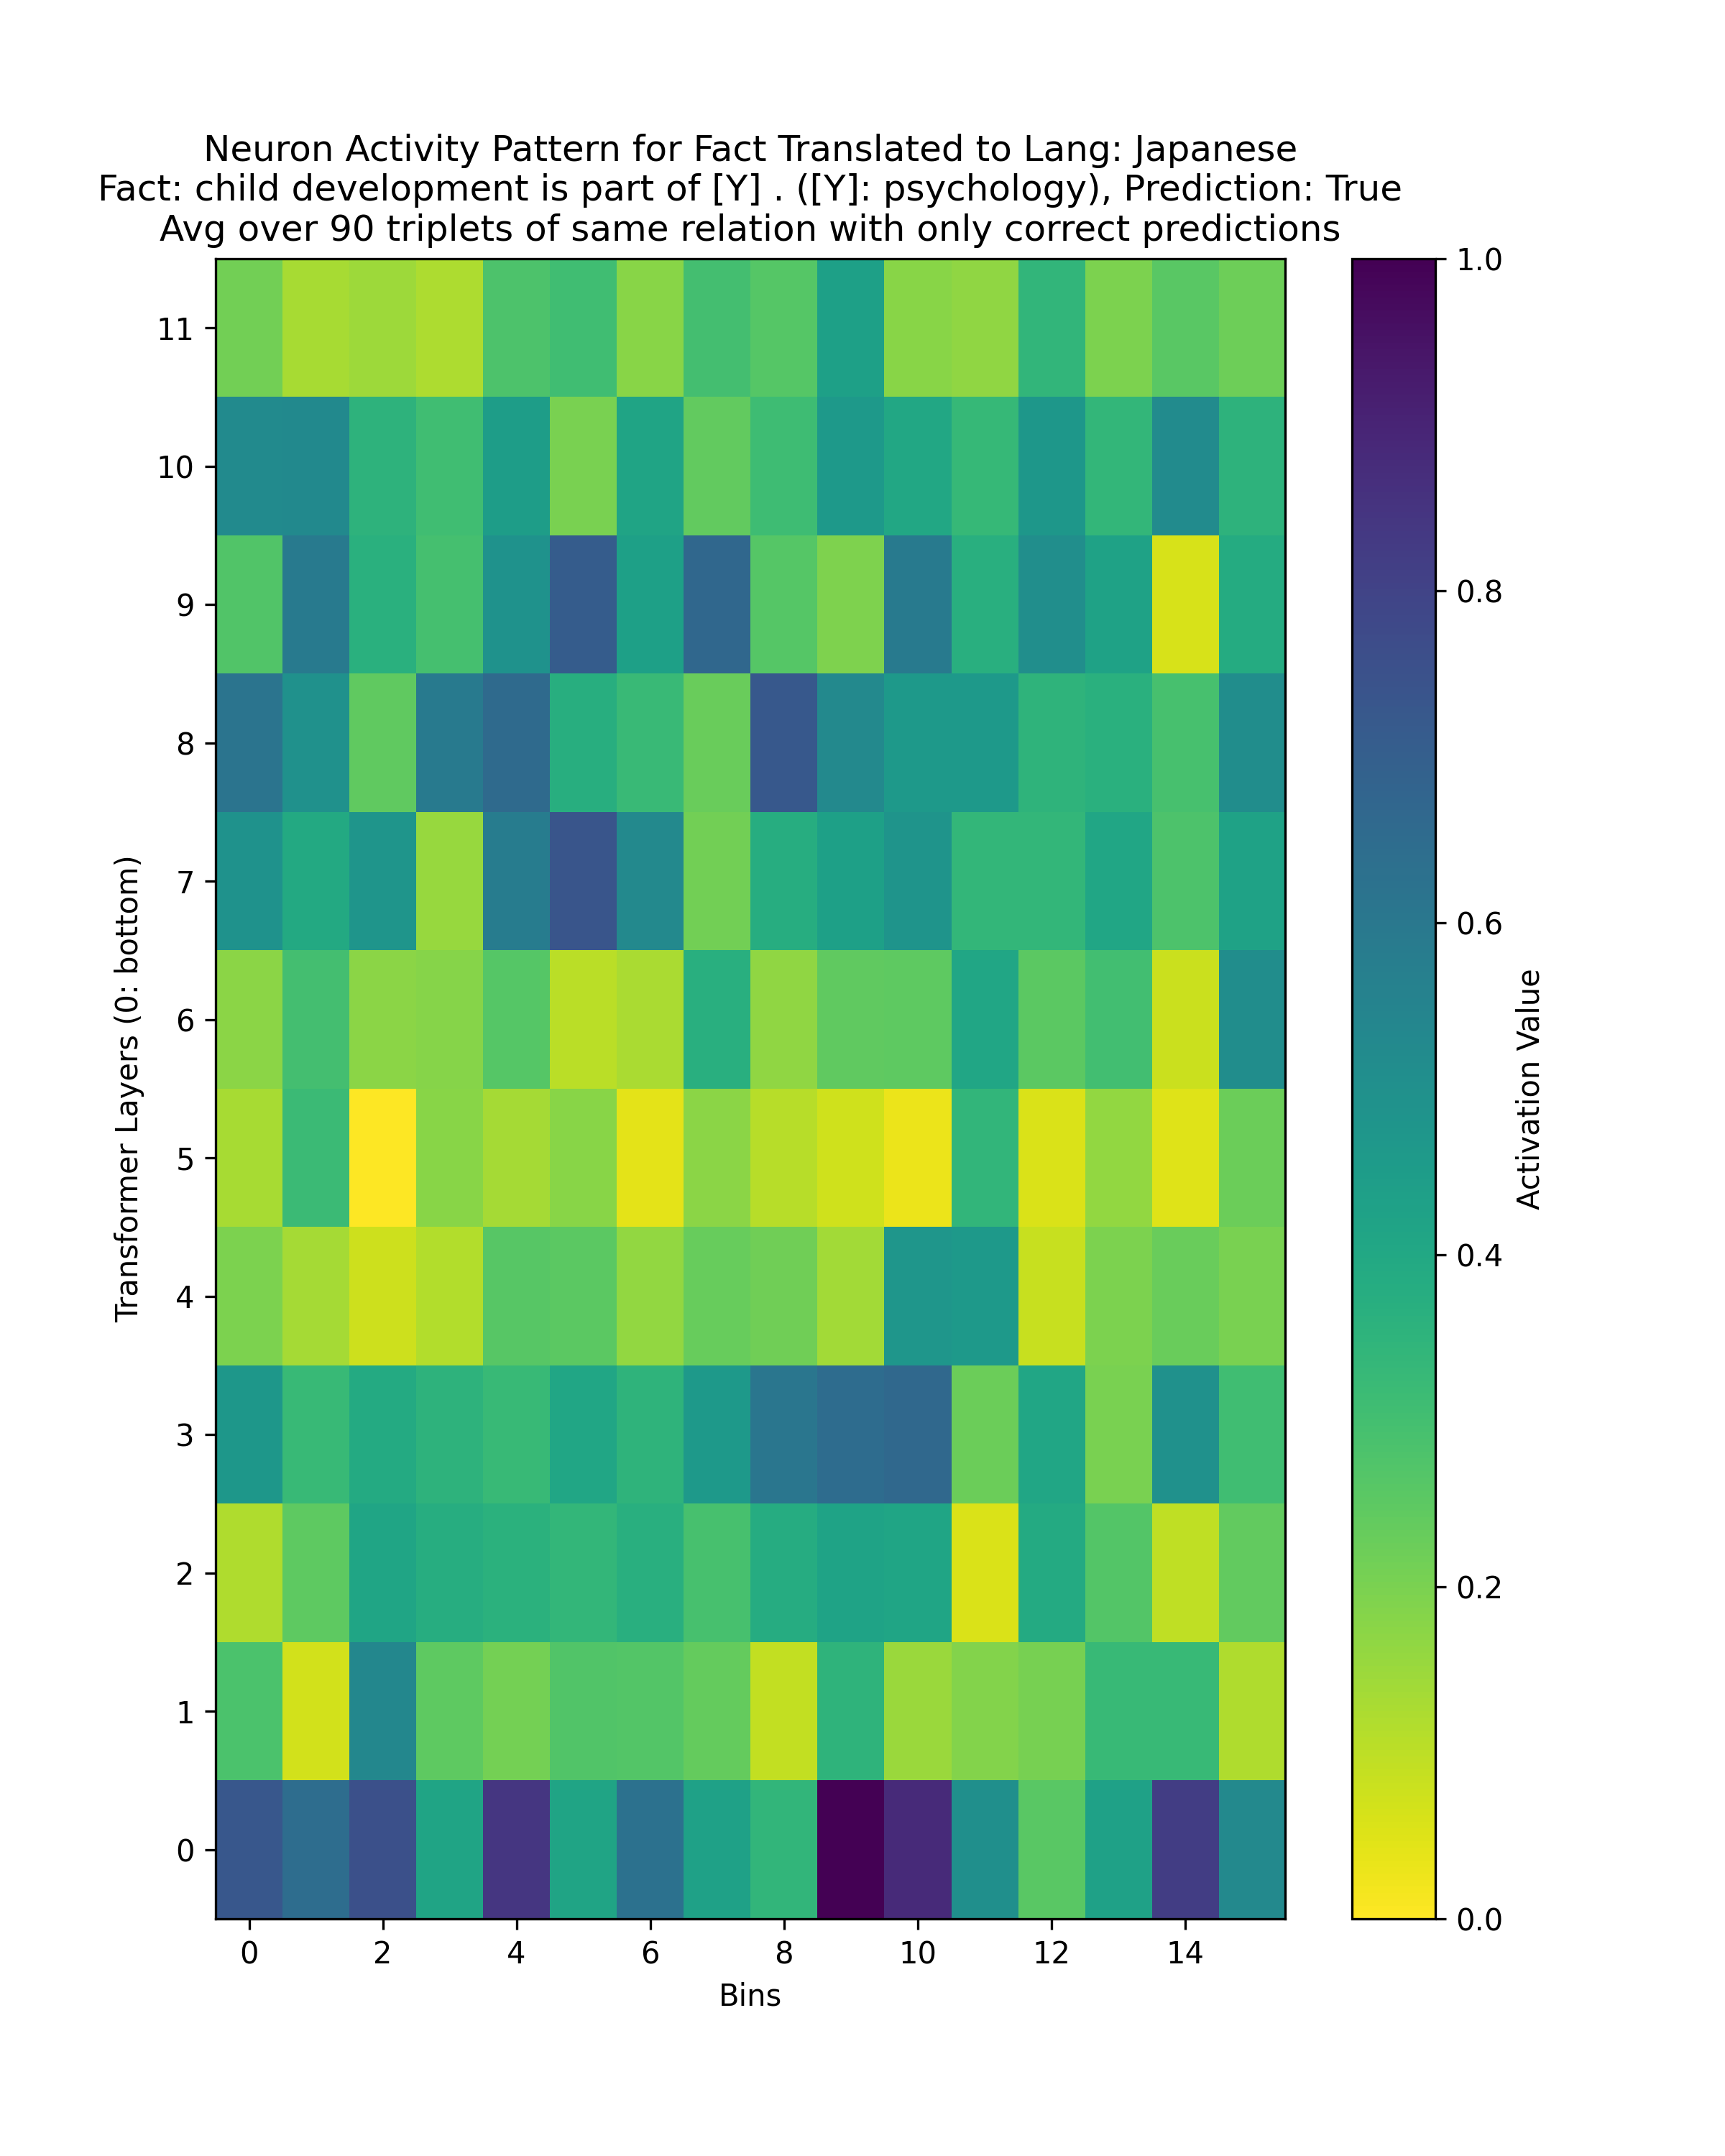 Neuron Activity Pattern for Fact Translated to Lang: Japanese
Fact: child development is part of [Y] . ([Y]: psychology), Prediction: True
Avg over 90 triplets of same relation with only correct predictions
11
10
9
8
7
6
5
4
3
2
1
0
Transformer Layers (0: bottom)
0 2 4 6 8 10 12 14
Bins
1.0
0.8
0.6
0.4
0.2
0.0
Activation Value